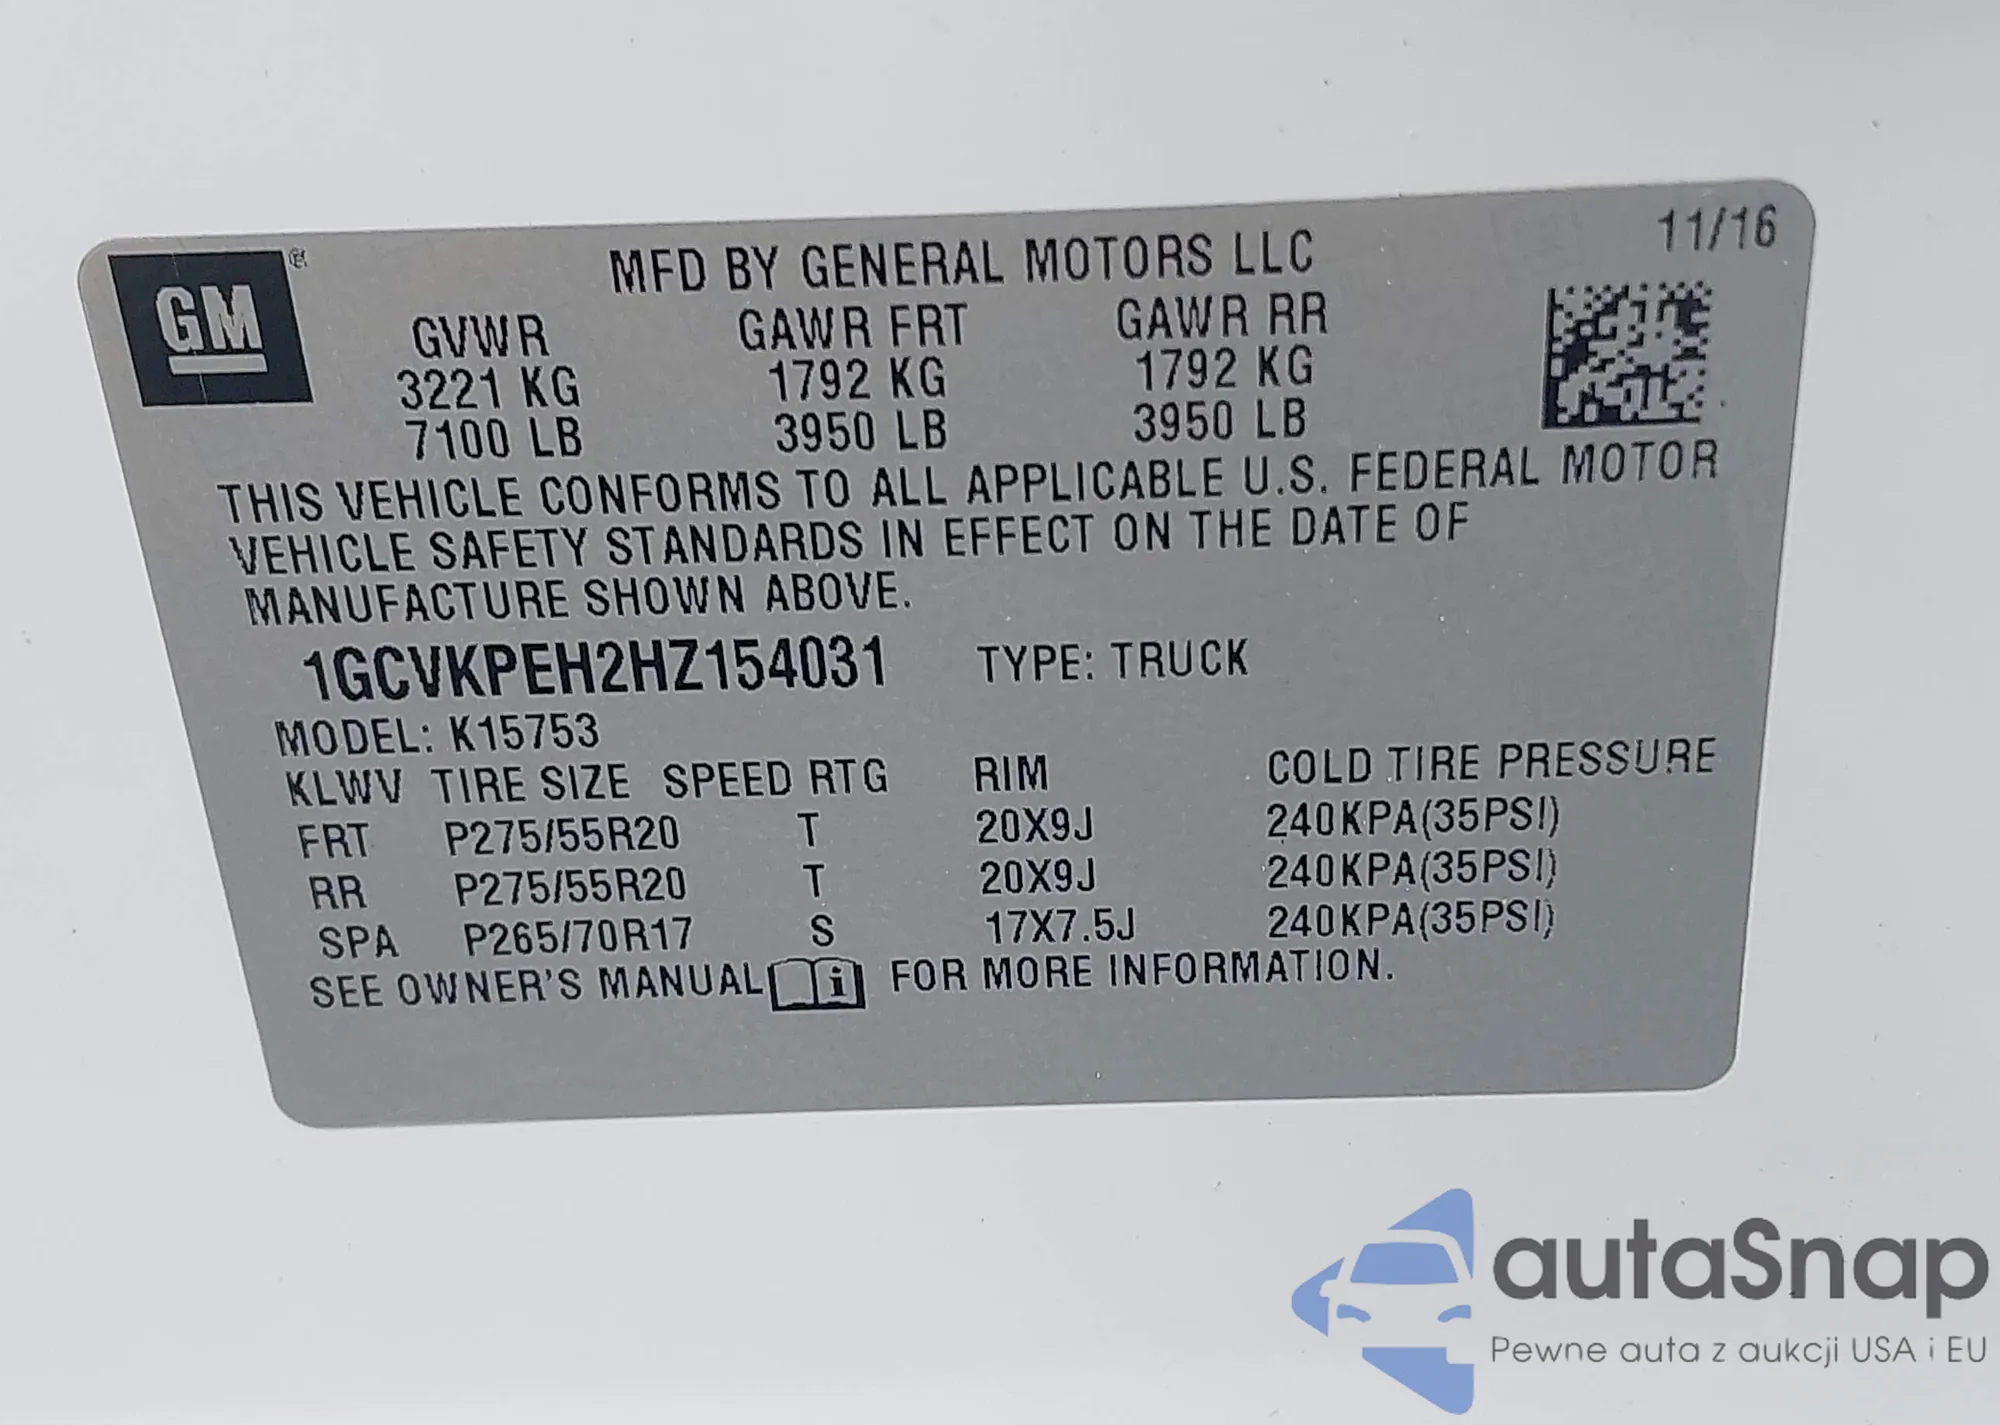 11/16
GM
MFD BY GENERAL MOTORS LLC
GVWR GAWR FRT GAWR RR
3221 KG 1792 KG 1792 KG
7100 LB 3950 LB 3950 LB
THIS VEHICLE CONFORMS TO ALL APPLICABLE U.S. FEDERAL MOTOR
VEHICLE SAFETY STANDARDS IN EFFECT ON THE DATE OF
MANUFACTURE SHOWN ABOVE.
1GCVKPEH2HZ154031 TYPE: TRUCK
MODEL: K15753
KLWV TIRE SIZE SPEED RTG RIM COLD TIRE PRESSURE
FRT P275/55R20 T 20X9J 240KPA(35PSI)
RR P275/55R20 T 20X9J 240KPA(35PSI)
SPA P265/70R17 S 17X7.5J 240KPA(35PSI)
SEE OWNER'S MANUAL i FOR MORE INFORMATION.
autaSnap
Pewne auta z aukcji USA i EU